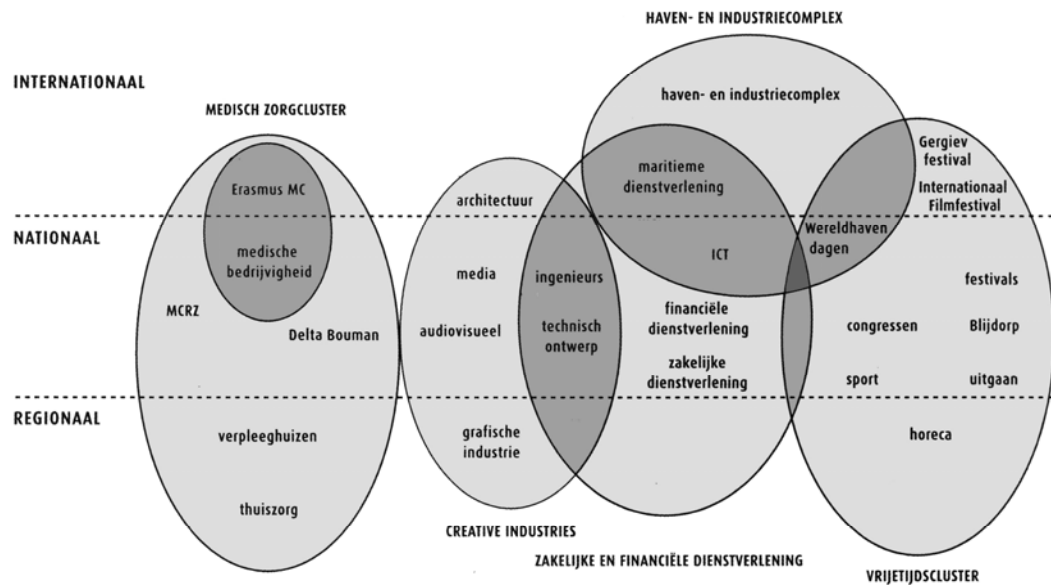 HAVEN- EN INDUSTRIECOMPLEX
INTERNATIONAAL
MEDISCH ZORGCLUSTER
haven- en industriecomplex
Gergiev
festival
Erasmus MC
maritieme
dienstverlening
Internationaal
Filmfestival
architectuur
NATIONAAL
Wereldhaven
dagen
medische
bedrijvigheid
ICT
media
ingenieurs
festivals
MCRZ
Delta Bouman
audiovisueel
technisch
ontwerp
financiële
dienstverlening
congressen
Blijdorp
zakelijke
dienstverlening
sport
uitgaan
REGIONAAL
verpleeghuizen
grafische
industrie
horeca
thuiszorg
CREATIVE INDUSTRIES
ZAKELIJKE EN FINANCIËLE DIENSTVERLENING
VRIJETIJDSCLUSTER